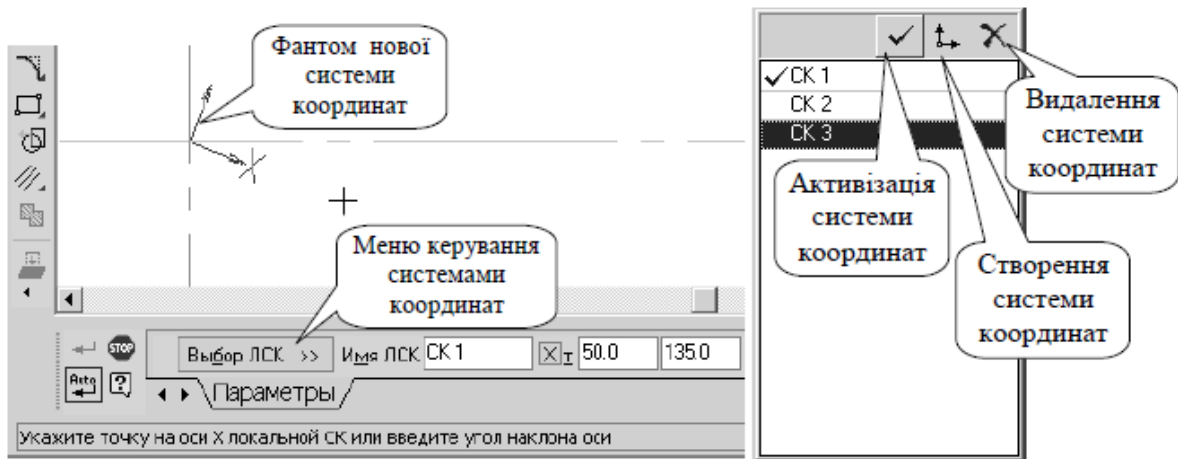 Фантом нової
системи
координат
X
Меню керування
системами
координат
STOP
Выбор ЛСК >> Имя ЛСК СК 1 т 50.0 135.0
Auto
Параметры
Укажите точку на оси X локальной СК или введите угол наклона оси
СК 1
СК 2
СК 3
Видалення
системи
координат
Активізація
системи
координат
Створення
системи
координат